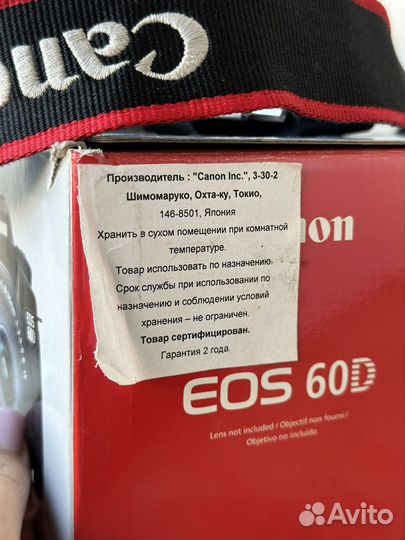 Canon
Производитель : "Canon Inc.", 3-30-2
Шимомаруко, Охта-ку, Токио,
146-8501, Япония
Хранить в сухом помещении при комнатной
температуре.
Товар использовать по назначению.
Срок службы при использовании по
назначению и соблюдении условий
хранения – не ограничен.
Товар сертифицирован.
Гарантия 2 года.
non
EOS 60D
Lens not included / Objectif non fourni /
Objetivo no incluido
Avito